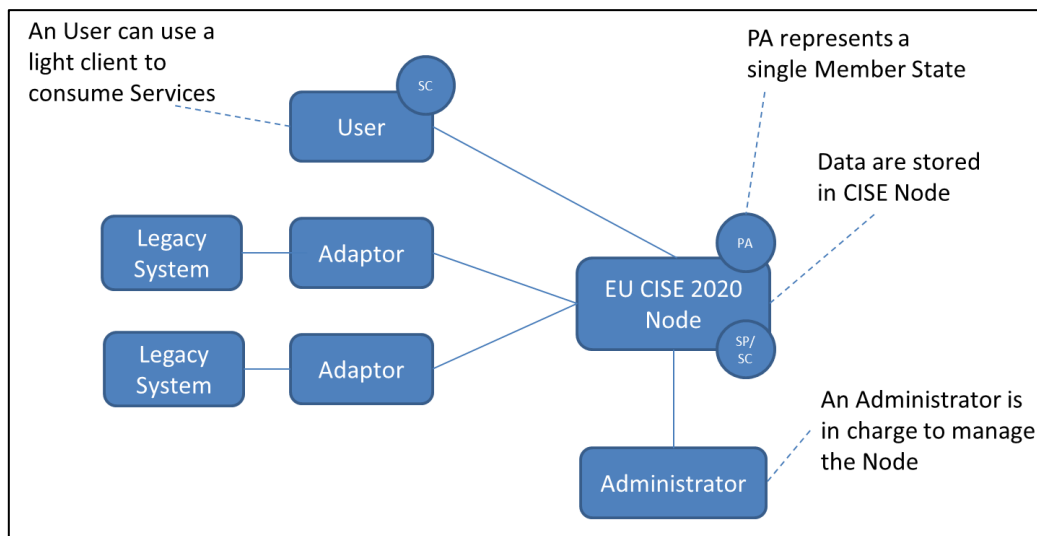 An User can use a
light client to
consume Services
PA represents a
single Member State
SC
User
Data are stored
in CISE Node
Legacy
System
Adaptor
PA
EU CISE 2020
Node
SP/
SC
Legacy
System
Adaptor
An Administrator is
in charge to manage
the Node
Administrator